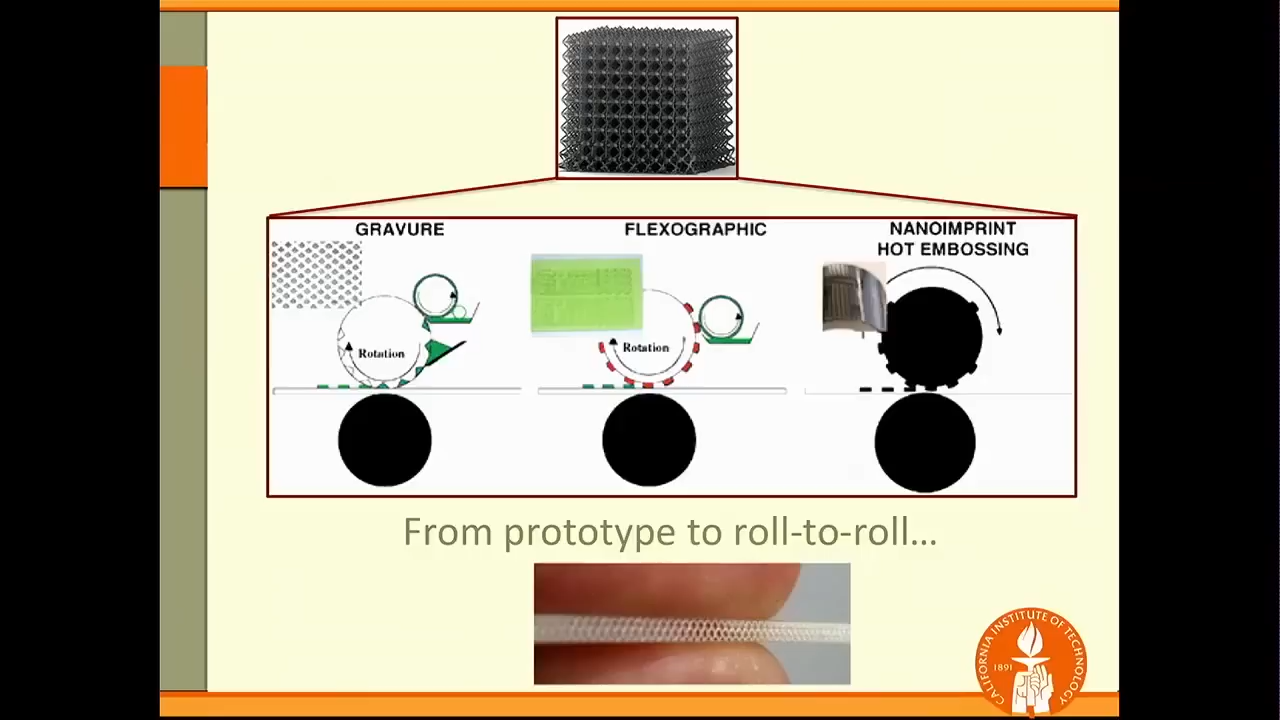 GRAVURE
FLEXOGRAPHIC
NANOIMPRINT
HOT EMBOSSING
Rotation
Rotation
From prototype to roll-to-roll...
CALIFORNIA INSTITUTE OF TECHNOLOGY
1891